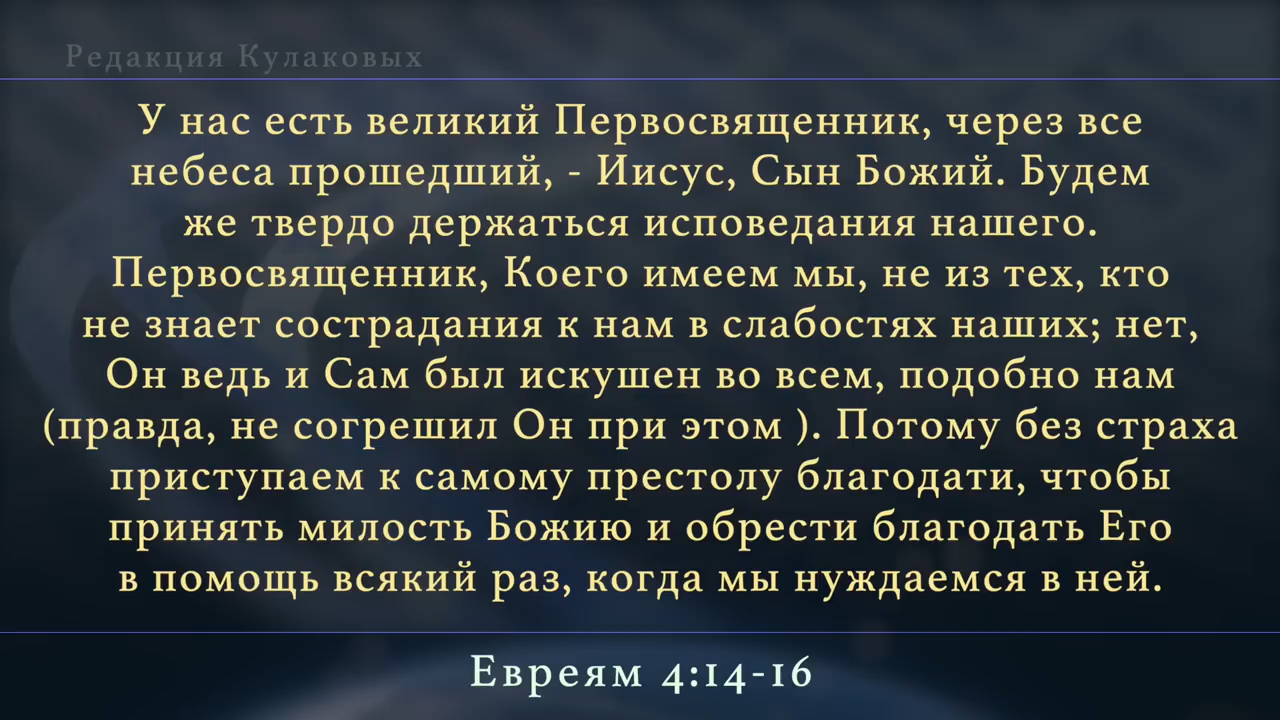 Редакция Кулаковых
У нас есть великий Первосвященник, через все
небеса прошедший, - Иисус, Сын Божий. Будем
же твердо держаться исповедания нашего.
Первосвященник, Коего имеем мы, не из тех, кто
не знает сострадания к нам в слабостях наших; нет,
Он ведь и Сам был искушен во всем, подобно нам
(правда, не согрешил Он при этом ). Потому без страха
приступаем к самому престолу благодати, чтобы
принять милость Божию и обрести благодать Его
в помощь всякий раз, когда мы нуждаемся в ней.
Евреям 4:14-16